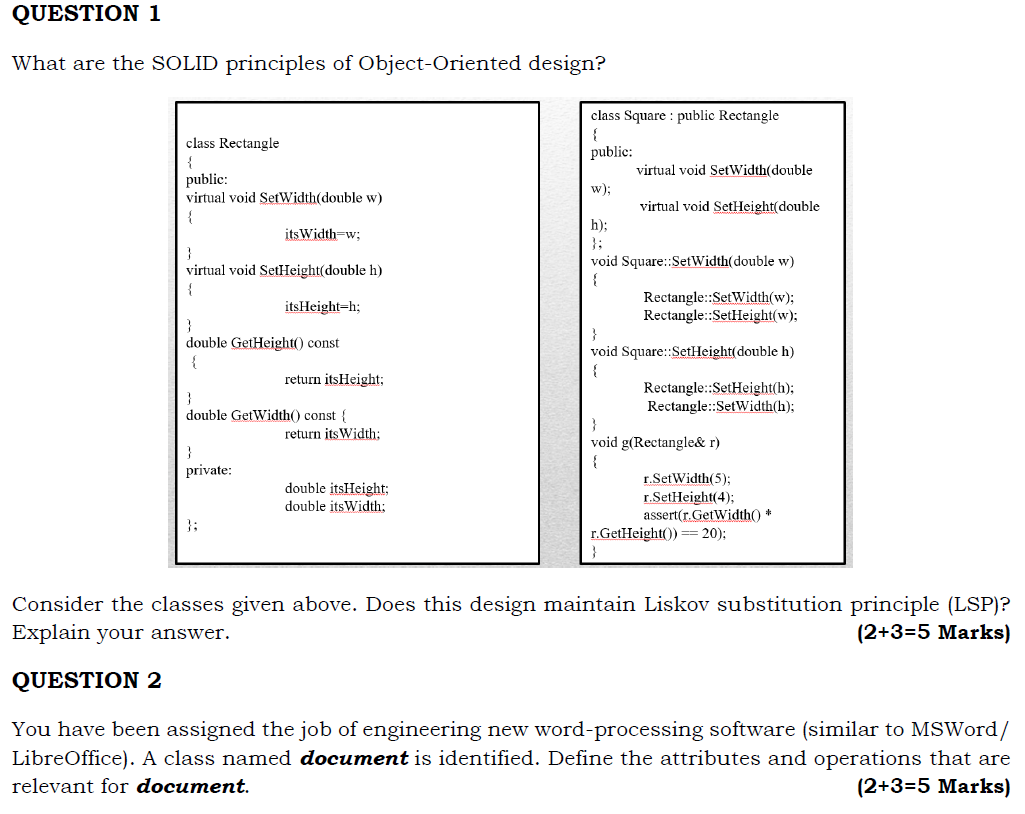 QUESTION 1
What are the SOLID principles of Object-Oriented design?
class Rectangle
{
public:
virtual void SetWidth(double w)
{
itsWidth=w;
}
virtual void SetHeight(double h)
{
itsHeight=h;
}
double GetHeight() const
{
return itsHeight;
}
double GetWidth() const {
return itsWidth;
}
private:
double itsHeight;
double itsWidth;
};
class Square : public Rectangle
{
public:
virtual void SetWidth(double
w);
virtual void SetHeight(double
h);
};
void Square::SetWidth(double w)
{
Rectangle::SetWidth(w);
Rectangle::SetHeight(w);
}
void Square::SetHeight(double h)
{
Rectangle::SetHeight(h);
Rectangle::SetWidth(h);
}
void g(Rectangle& r)
{
r.SetWidth(5);
r.SetHeight(4);
assert(r.GetWidth() *
r.GetHeight()) == 20);
}
Consider the classes given above. Does this design maintain Liskov substitution principle (LSP)?
Explain your answer. (2+3=5 Marks)
QUESTION 2
You have been assigned the job of engineering new word-processing software (similar to MSWord/
LibreOffice). A class named document is identified. Define the attributes and operations that are
relevant for document. (2+3=5 Marks)